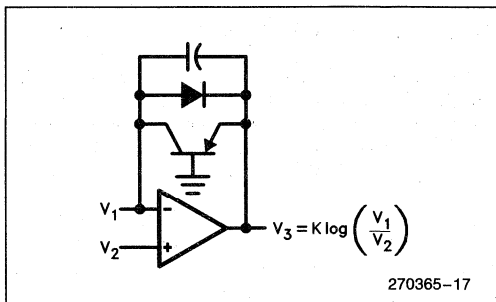 V₁
−
V₂
+
V₃ = K log (V₁/V₂)
270365-17